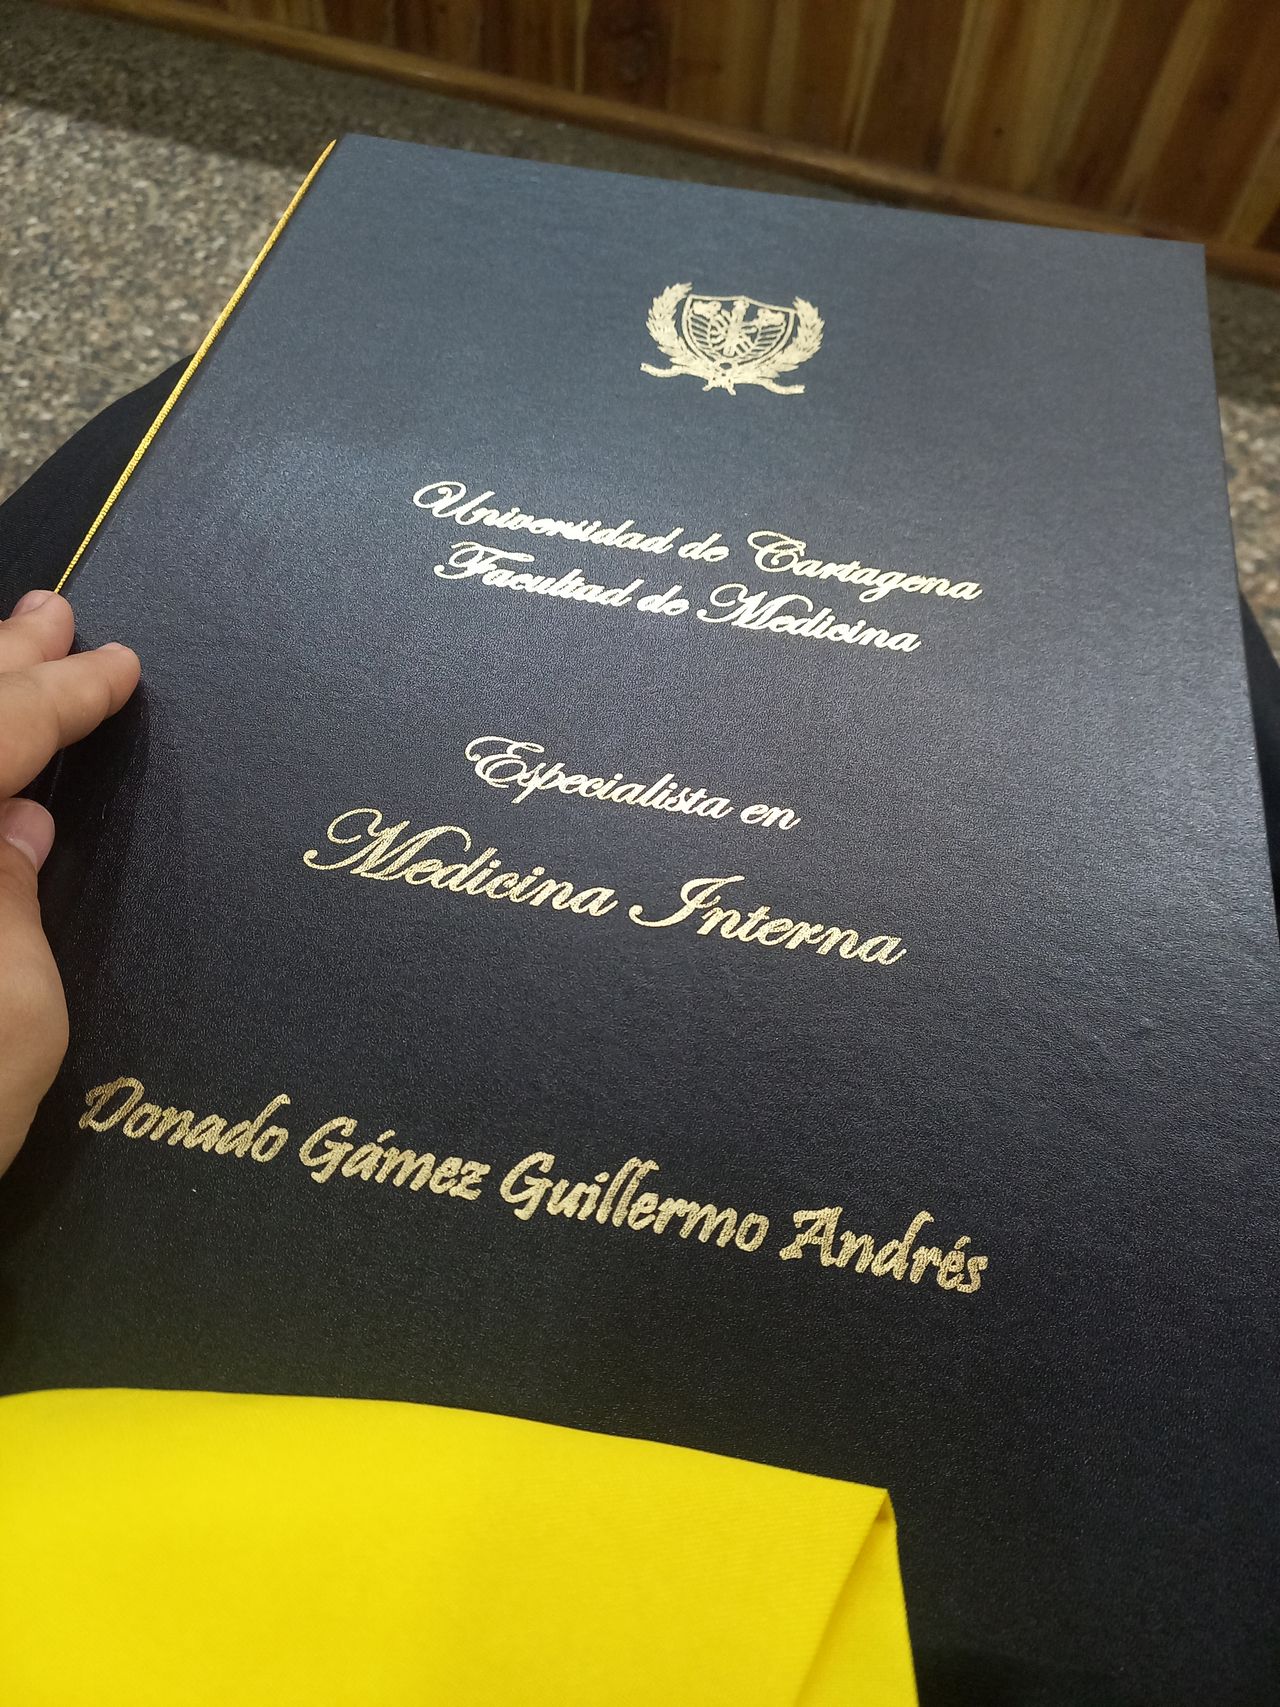 Universidad de Cartagena
Facultad de Medicina
Especialista en
Medicina Interna
Donado Gámez Guillermo Andrés